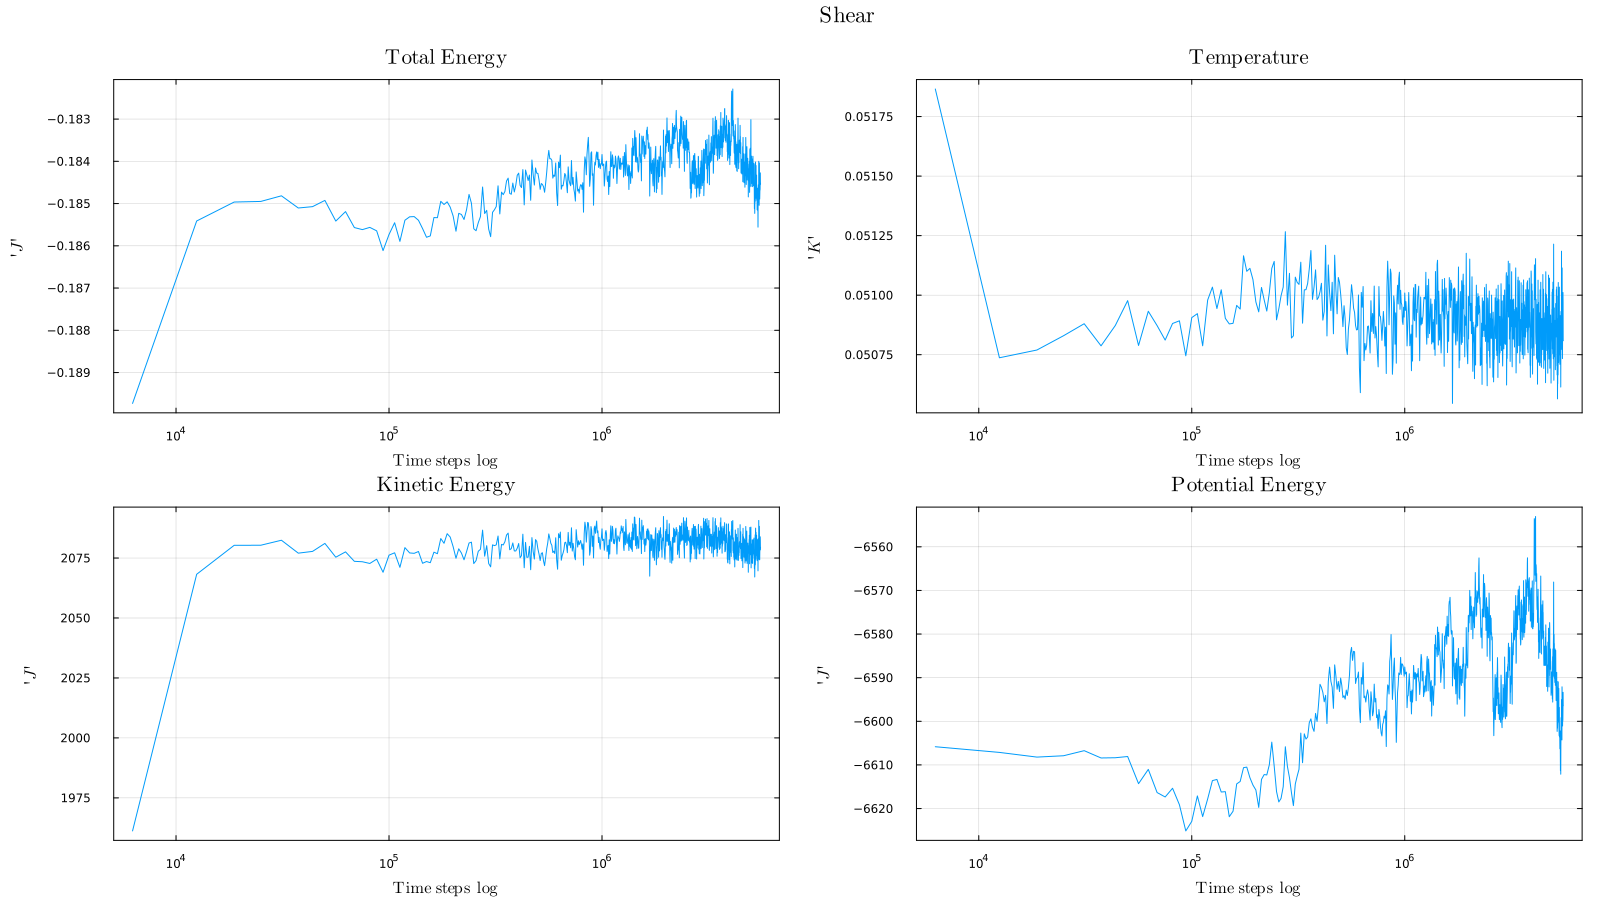 Shear
Total Energy
−0.183
−0.184
−0.185
−0.186
−0.187
−0.188
−0.189
'J'
10^4
10^5
10^6
Time steps log
Temperature
0.05175
0.05150
0.05125
0.05100
0.05075
'K'
10^4
10^5
10^6
Time steps log
Kinetic Energy
2075
2050
2025
2000
1975
'J'
10^4
10^5
10^6
Time steps log
Potential Energy
−6560
−6570
−6580
−6590
−6600
−6610
−6620
'J'
10^4
10^5
10^6
Time steps log